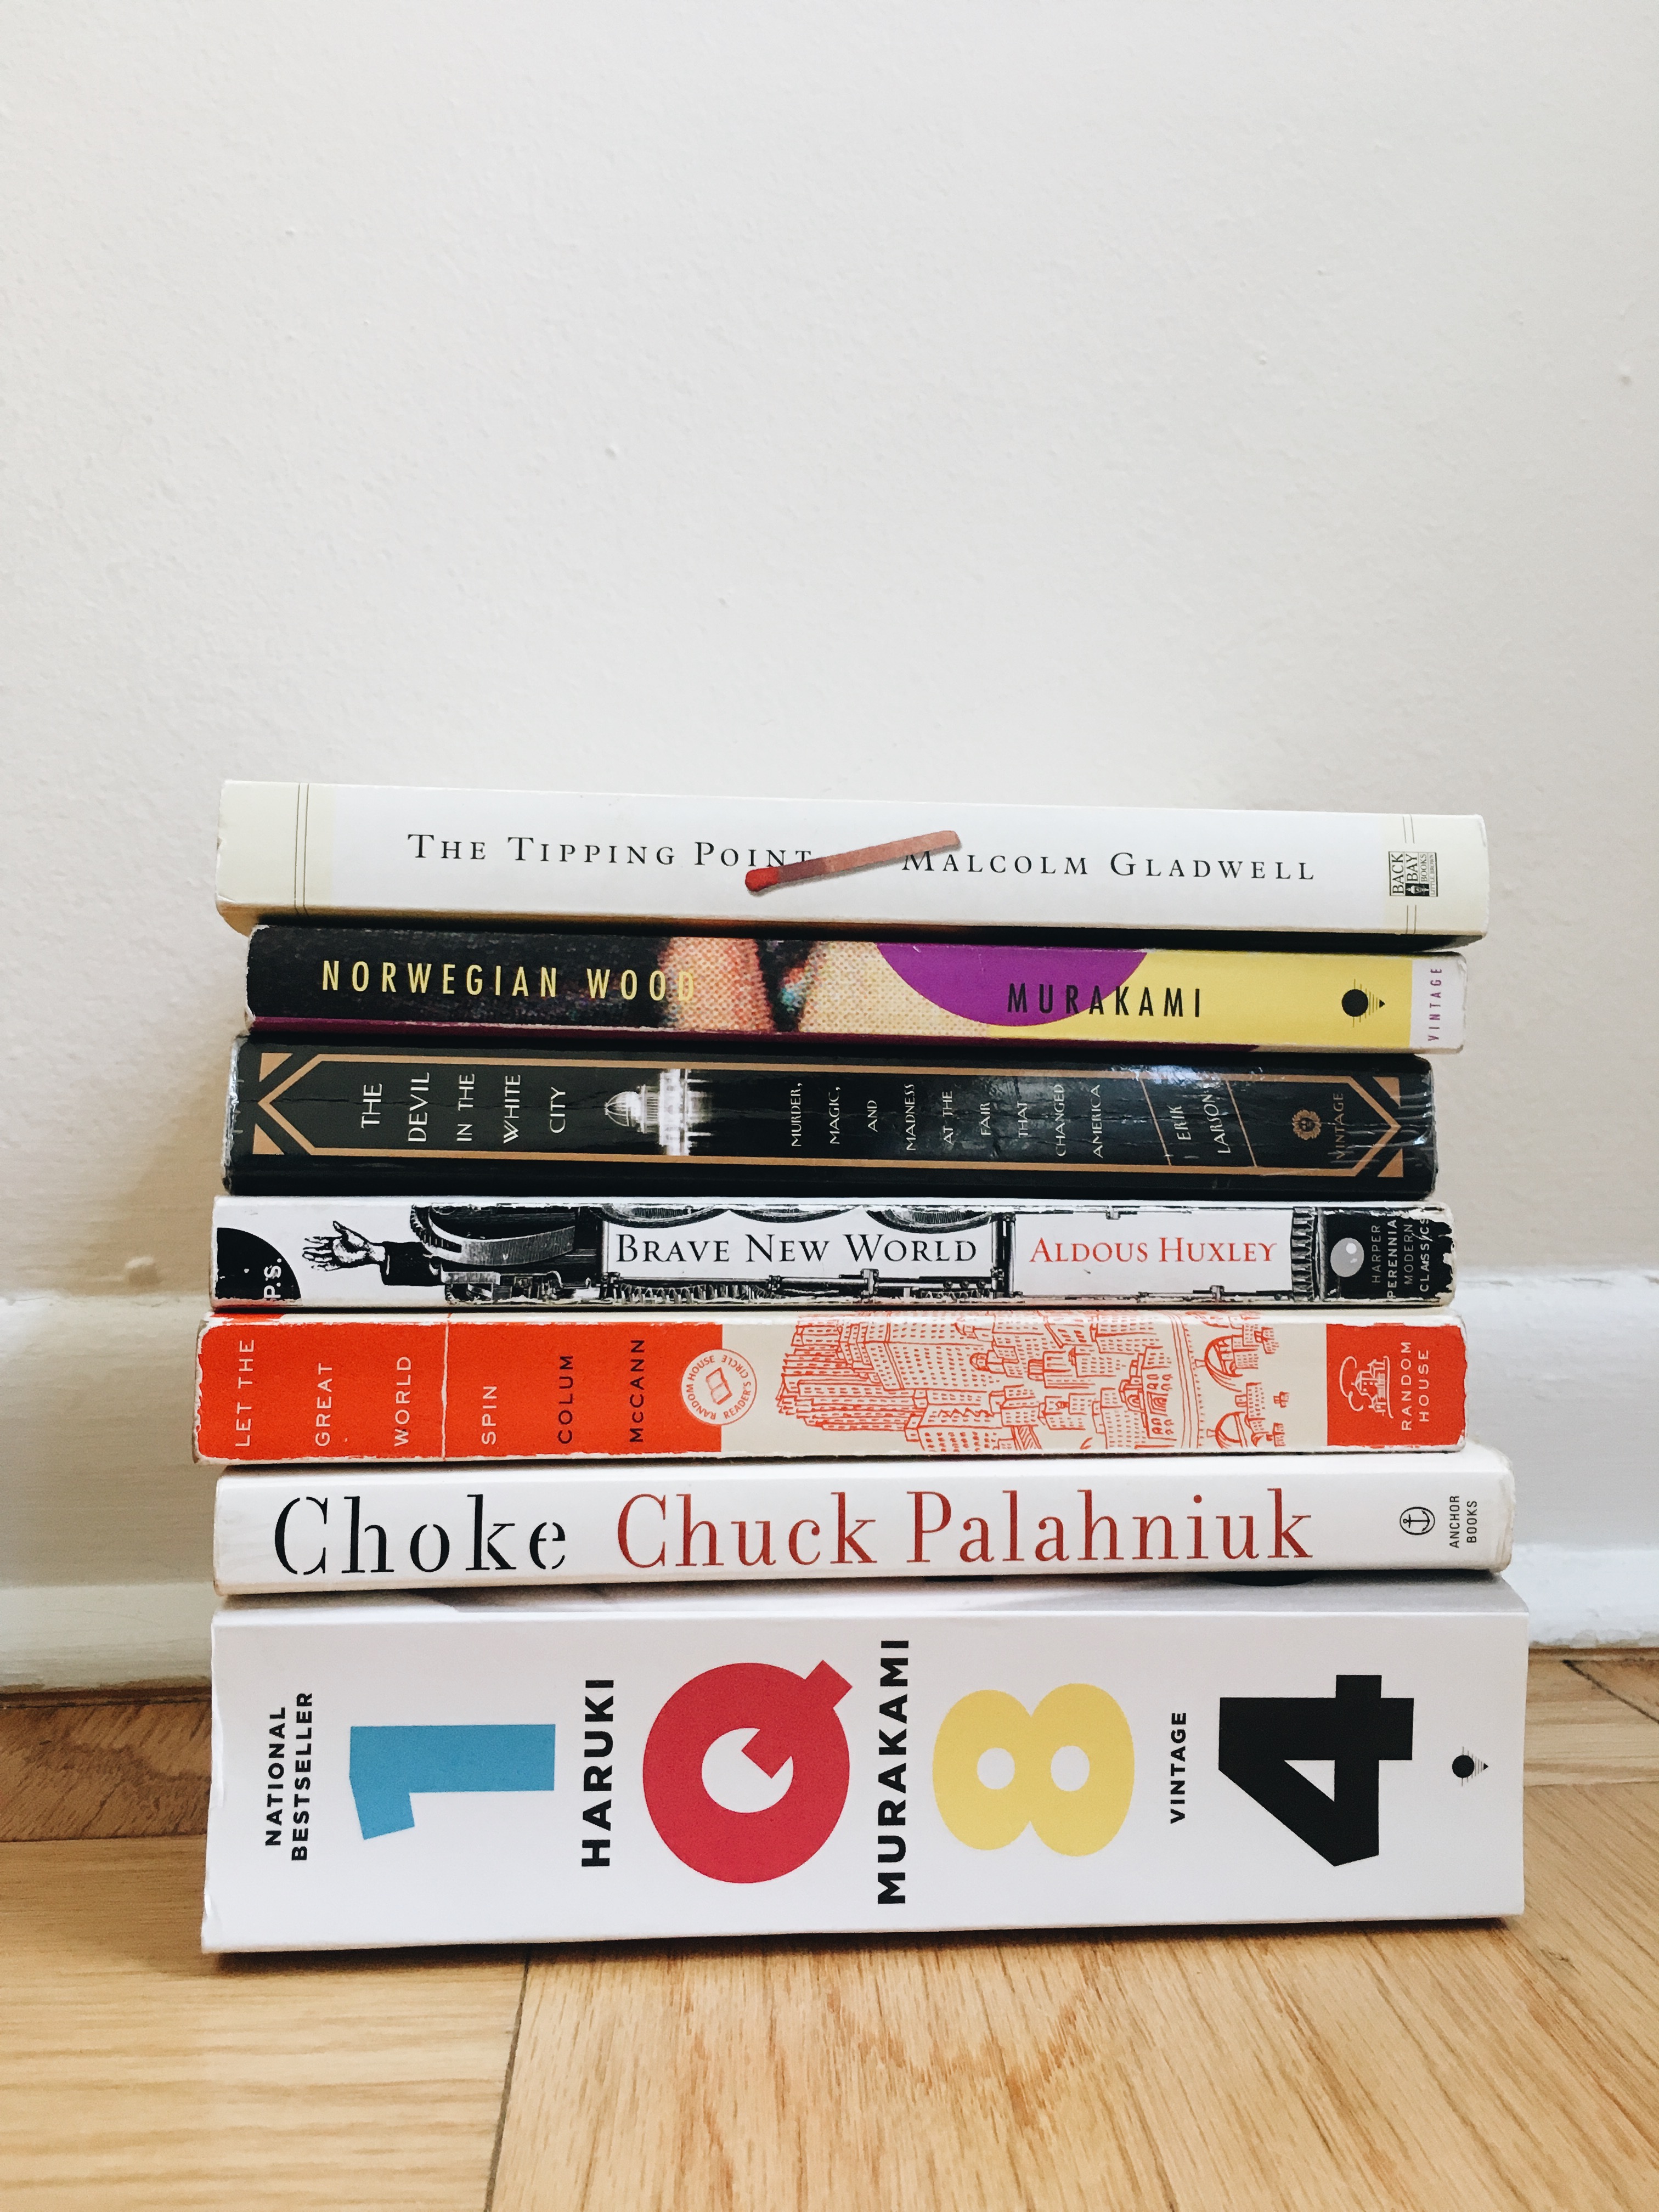 THE TIPPING POINT MALCOLM GLADWELL BACK BAY BOOKS
NORWEGIAN WOOD MURAKAMI VINTAGE
THE DEVIL IN THE WHITE CITY MURDER, MAGIC, AND MADNESS AT THE FAIR THAT CHANGED AMERICA ERIK LARSON VINTAGE
P.S. BRAVE NEW WORLD ALDOUS HUXLEY HARPER PERENNIAL MODERN CLASSICS
LET THE GREAT WORLD SPIN COLUM McCANN RANDOM HOUSE READER'S CIRCLE RANDOM HOUSE
Choke Chuck Palahniuk ANCHOR BOOKS
NATIONAL BESTSELLER 1 HARUKI Q MURAKAMI 8 VINTAGE 4